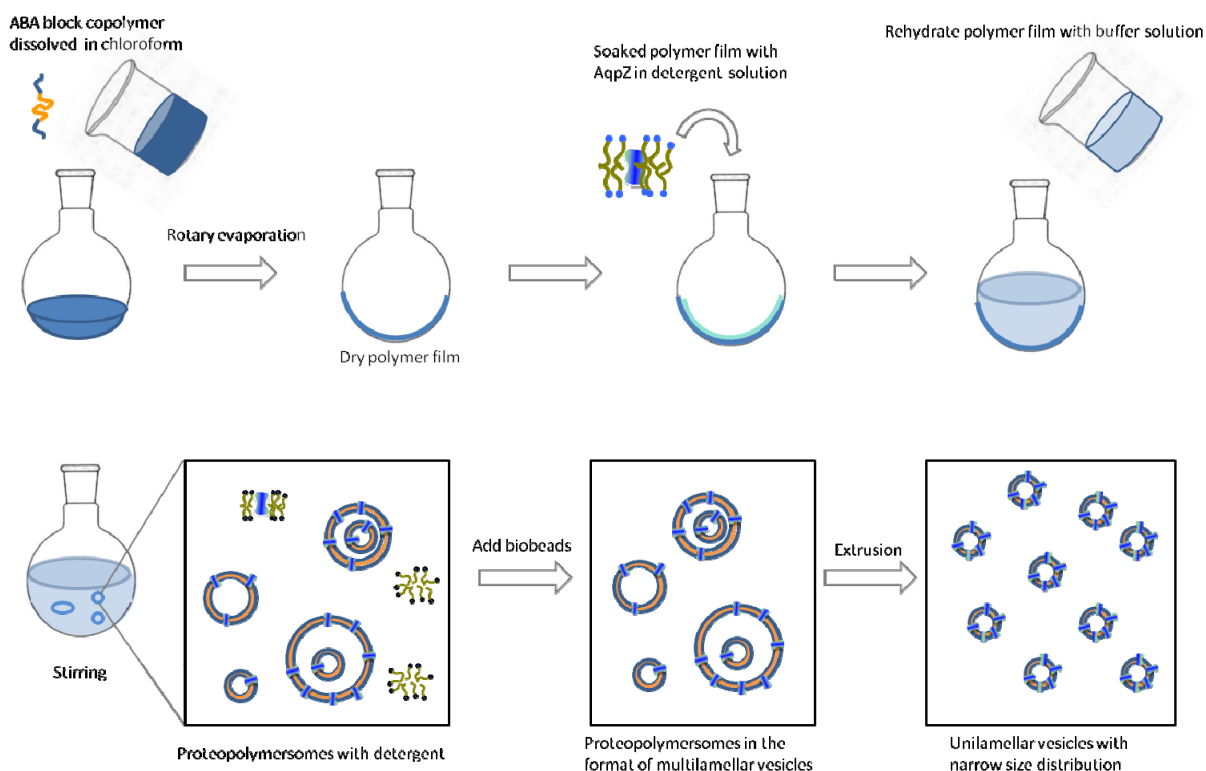 ABA block copolymer
dissolved in chloroform
Soaked polymer film with
AqpZ in detergent solution
Rehydrate polymer film with buffer solution
Rotary evaporation
Dry polymer film
Add biobeads
Extrusion
Stirring
Proteopolymersomes with detergent
Proteopolymersomes in the
format of multilamellar vesicles
Unilamellar vesicles with
narrow size distribution